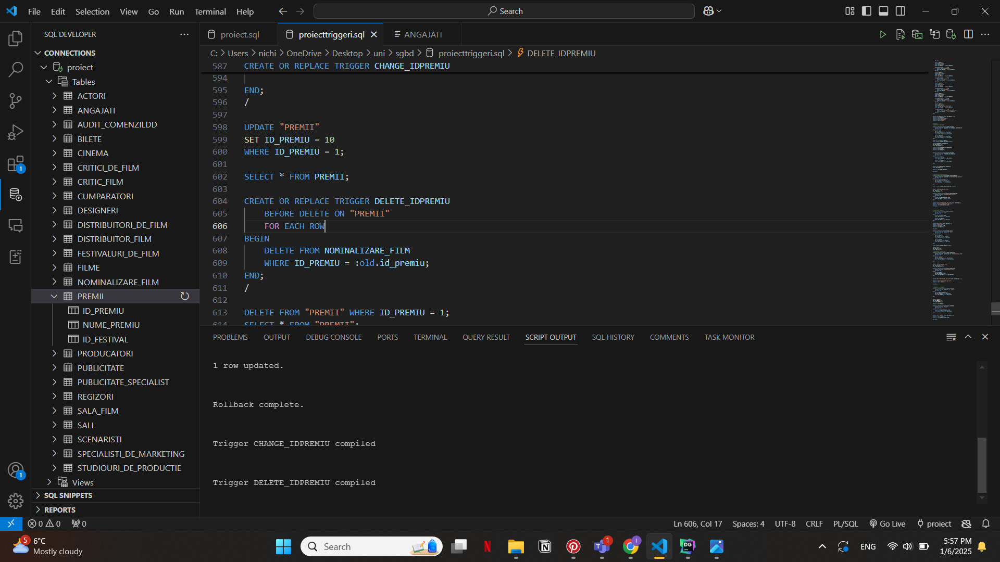 File Edit Selection View Go Run Terminal Help
Search
SQL DEVELOPER
CONNECTIONS
proiect
Tables
ACTORI
ANGAJATI
AUDIT_COMENZILDD
BILETE
CINEMA
CRITICI_DE_FILM
CRITIC_FILM
CUMPARATORI
DESIGNERI
DISTRIBUITORI_DE_FILM
DISTRIBUITOR_FILM
FESTIVALURI_DE_FILM
FILME
NOMINALIZARE_FILM
PREMII
ID_PREMIU
NUME_PREMIU
ID_FESTIVAL
PRODUCATORI
PUBLICITATE
PUBLICITATE_SPECIALIST
REGIZORI
SALA_FILM
SALI
SCENARISTI
SPECIALISTI_DE_MARKETING
STUDIOURI_DE_PRODUCTIE
Views
SQL SNIPPETS
REPORTS
1
1
proiect.sql proiecttriggeri.sql ANGAJATI
C: > Users > nichi > OneDrive > Desktop > uni > sgbd > proiecttriggeri.sql > DELETE_IDPREMIU
587 CREATE OR REPLACE TRIGGER CHANGE_IDPREMIU
594
595 END;
596 /
597
598 UPDATE "PREMII"
599 SET ID_PREMIU = 10
600 WHERE ID_PREMIU = 1;
601
602 SELECT * FROM PREMII;
603
604 CREATE OR REPLACE TRIGGER DELETE_IDPREMIU
605 BEFORE DELETE ON "PREMII"
606 FOR EACH ROW
607 BEGIN
608 DELETE FROM NOMINALIZARE_FILM
609 WHERE ID_PREMIU = :old.id_premiu;
610 END;
611 /
612
613 DELETE FROM "PREMII" WHERE ID_PREMIU = 1;
614 SELECT * FROM "PREMII";
PROBLEMS OUTPUT DEBUG CONSOLE PORTS TERMINAL QUERY RESULT SCRIPT OUTPUT SQL HISTORY COMMENTS TASK MONITOR
1 row updated.
Rollback complete.
Trigger CHANGE_IDPREMIU compiled
Trigger DELETE_IDPREMIU compiled
0 0 0
Ln 606, Col 17 Spaces: 4 UTF-8 CRLF PL/SQL Go Live proiect
5
6°C
Mostly cloudy
Search
N
N
T
1
I
DG
ENG
5:57 PM
1/6/2025